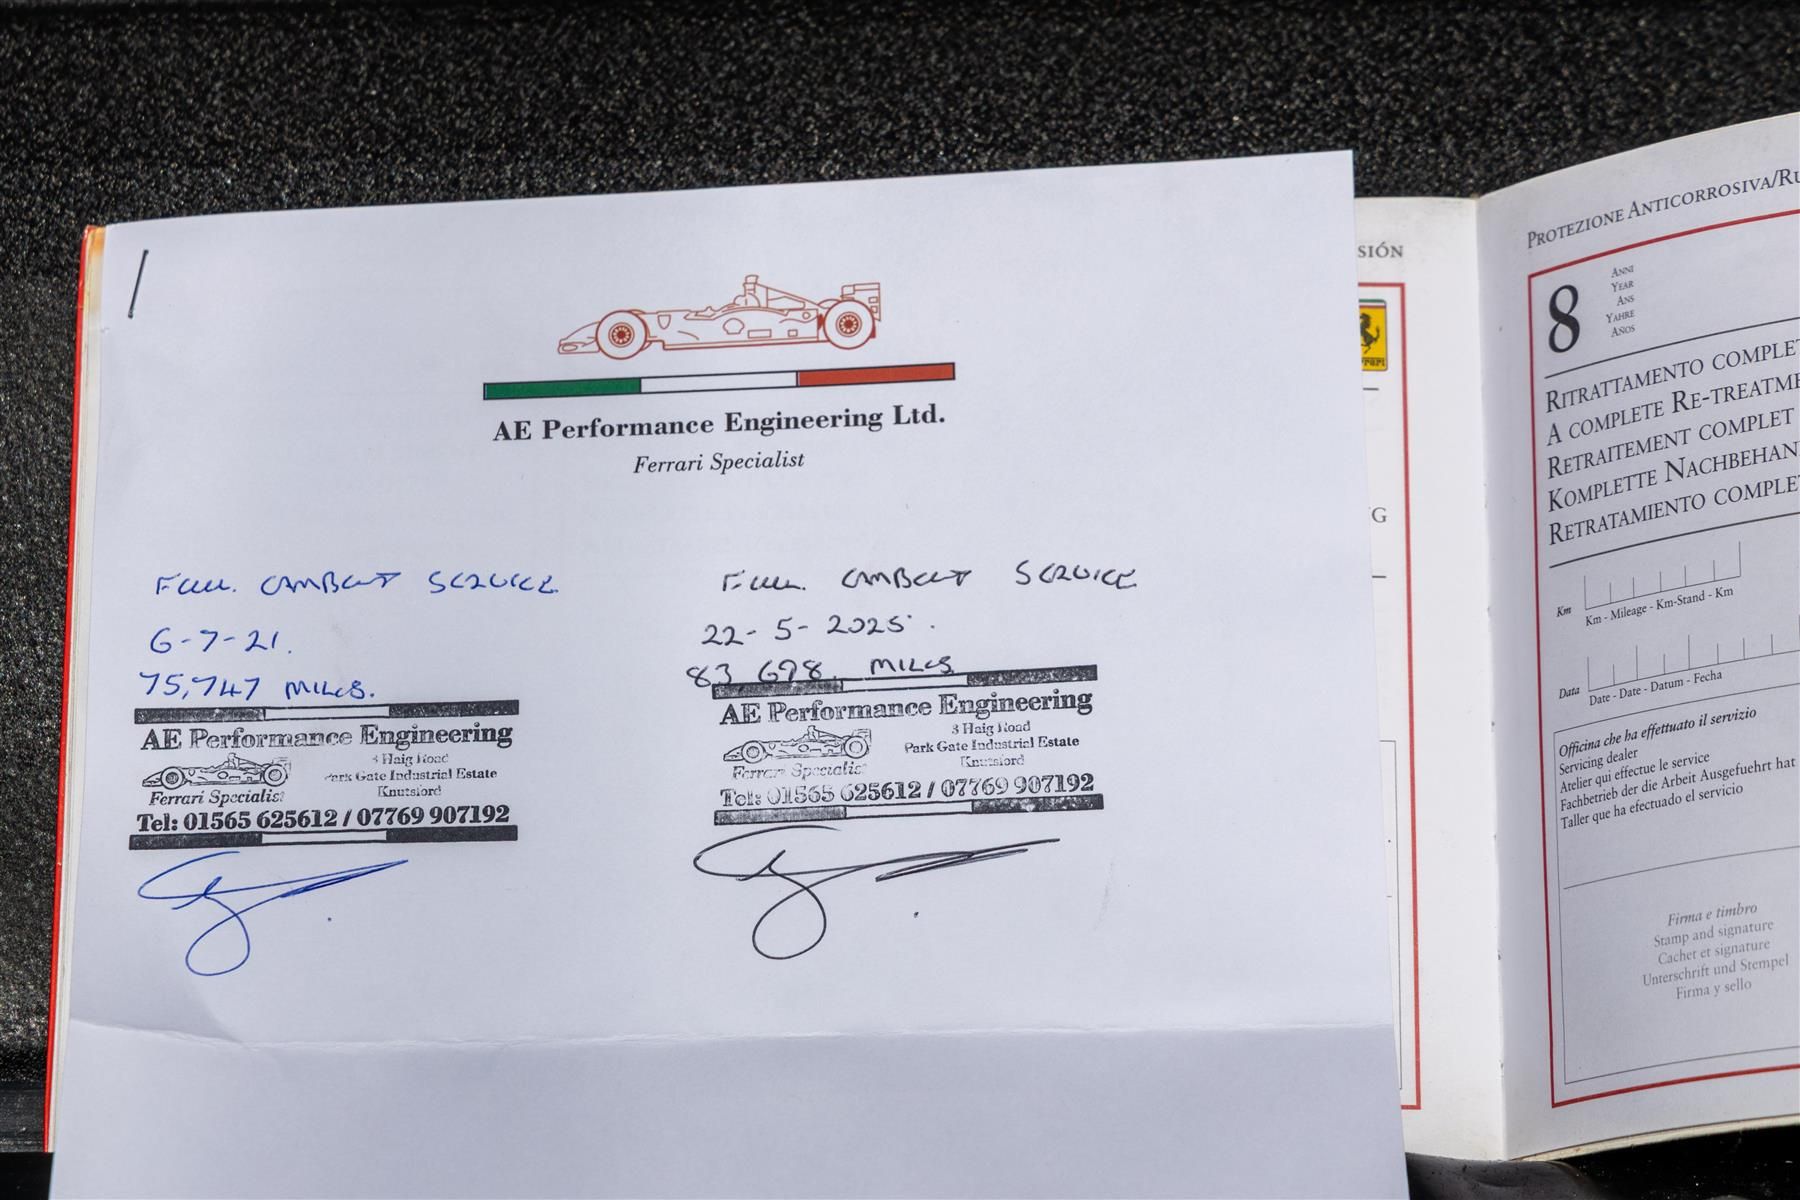 AE Performance Engineering Ltd.
Ferrari Specialist
FULL CAMBELT SERVICE
6-7-21.
75,747 MILES.
AE Performance Engineering
3 Haig Road
Park Gate Industrial Estate
Knutsford
Ferrari Specialist
Tel: 01565 625612 / 07769 907192
FULL CAMBELT SERVICE
22-5-2025.
83,698 MILES
AE Performance Engineering
3 Haig Road
Park Gate Industrial Estate
Knutsford
Ferrari Specialist
Tel: 01565 625612 / 07769 907192
SIÓN
Ferrari
NG
PROTEZIONE ANTICORROSIVA/RU
8
ANNI
YEAR
ANS
YAHRE
AÑOS
RITRATTAMENTO COMPLET
A COMPLETE RE-TREATME
RETRAITEMENT COMPLET
KOMPLETTE NACHBEHAN
RETRATAMIENTO COMPLE
Km
Km - Mileage - Km-Stand - Km
Data
Date - Date - Datum - Fecha
Officina che ha effettuato il servizio
Servicing dealer
Atelier qui effectue le service
Fachbetrieb der die Arbeit Ausgefuehrt hat
Taller que ha efectuado el servicio
Firma e timbro
Stamp and signature
Cachet et signature
Unterschrift und Stempel
Firma y sello